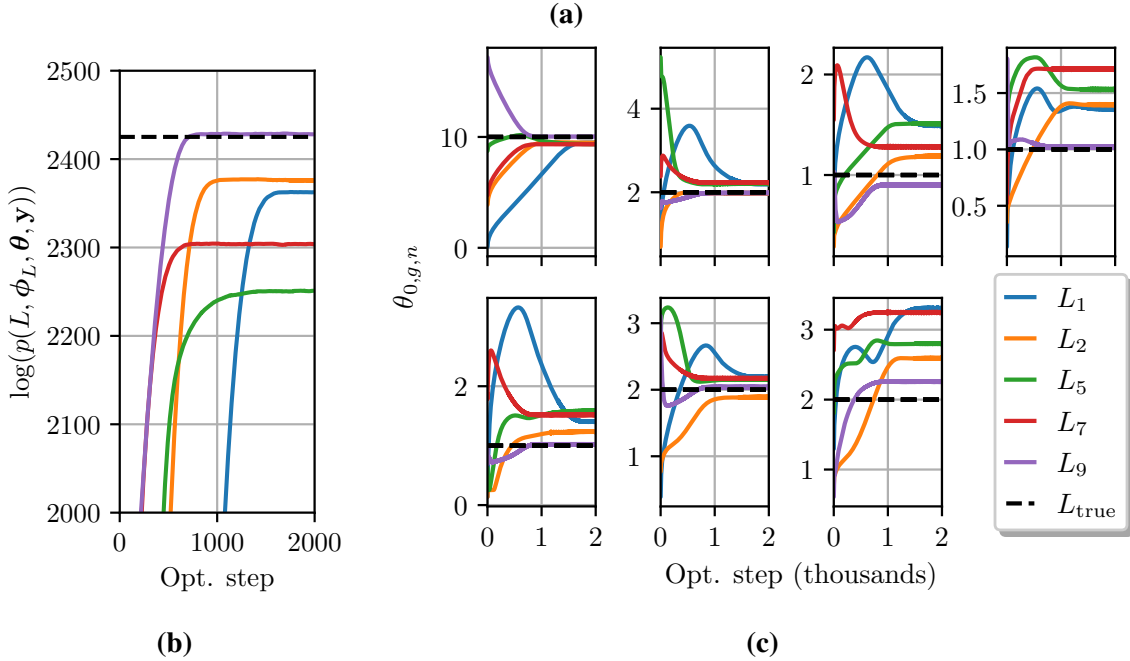 (a)
2500
2400
2300
2200
2100
2000
0
1000
2000
log(p(L, ϕ_L, θ, y))
Opt. step
(b)
θ_{0,g,n}
10
0
4
2
2
1
1.5
1.0
0.5
2
0
0 1 2
3
2
1
0 1 2
3
2
1
0 1 2
L_1
L_2
L_5
L_7
L_9
L_true
Opt. step (thousands)
(c)